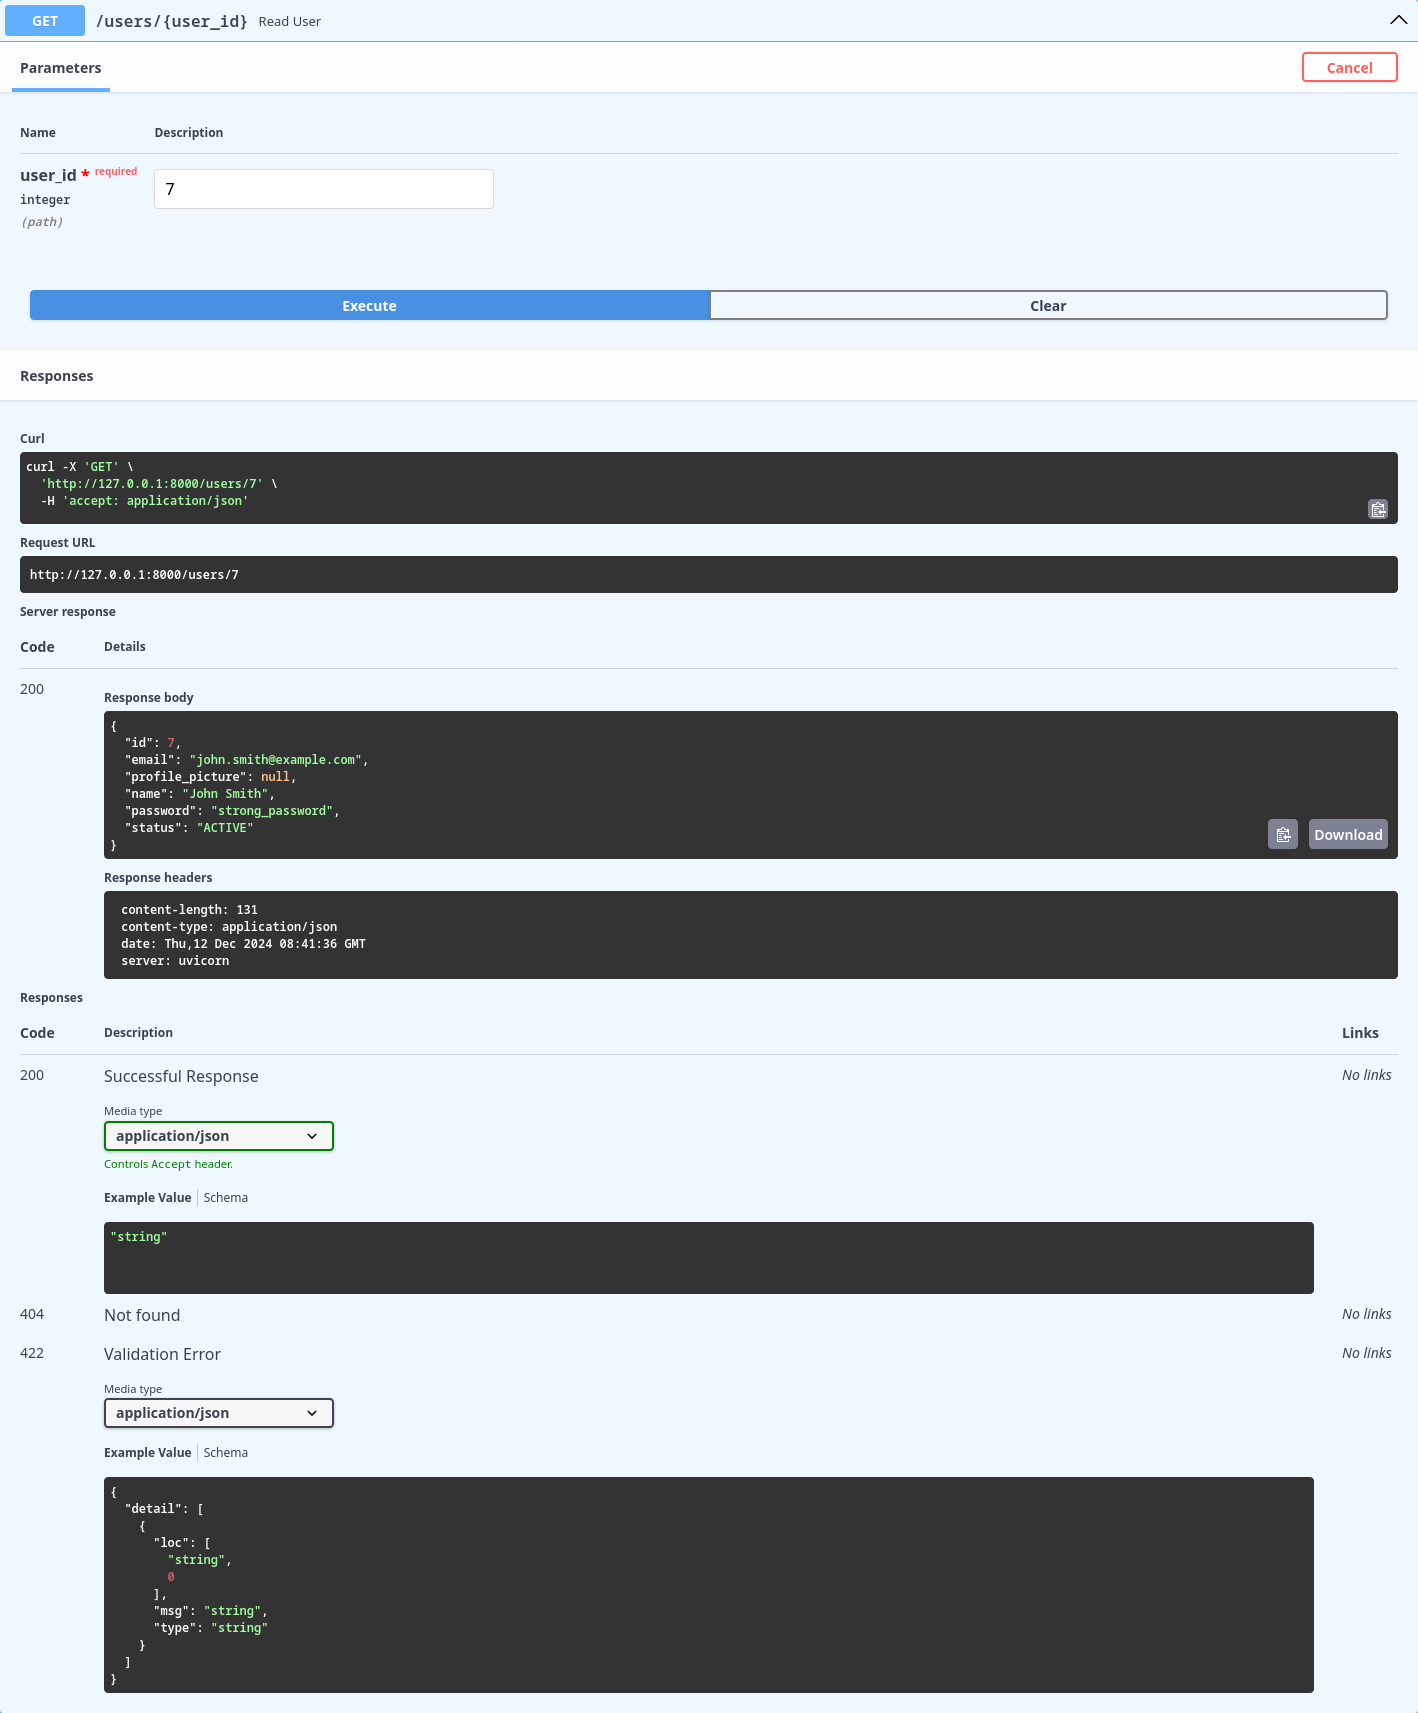 GET /users/{user_id} Read User
Parameters
Cancel
Name Description
user_id * required
integer
(path)
7
Execute Clear
Responses
Curl
curl -X 'GET' \
  'http://127.0.0.1:8000/users/7' \
  -H 'accept: application/json'
Request URL
http://127.0.0.1:8000/users/7
Server response
Code Details
200
Response body
{
  "id": 7,
  "email": "john.smith@example.com",
  "profile_picture": null,
  "name": "John Smith",
  "password": "strong_password",
  "status": "ACTIVE"
}
Download
Response headers
content-length: 131
content-type: application/json
date: Thu,12 Dec 2024 08:41:36 GMT
server: uvicorn
Responses
Code Description Links
200 Successful Response No links
Media type
application/json
Controls Accept header.
Example Value Schema
"string"
404 Not found No links
422 Validation Error No links
Media type
application/json
Example Value Schema
{
  "detail": [
    {
      "loc": [
        "string",
        0
      ],
      "msg": "string",
      "type": "string"
    }
  ]
}